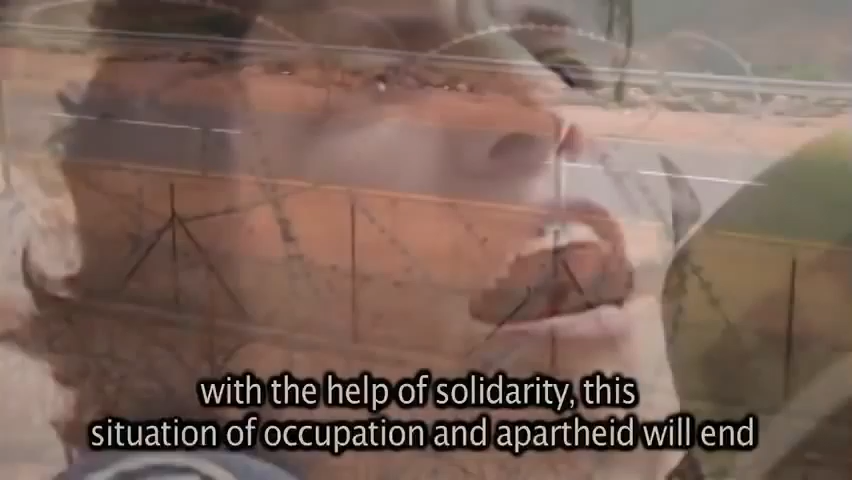 with the help of solidarity, this
situation of occupation and apartheid will end